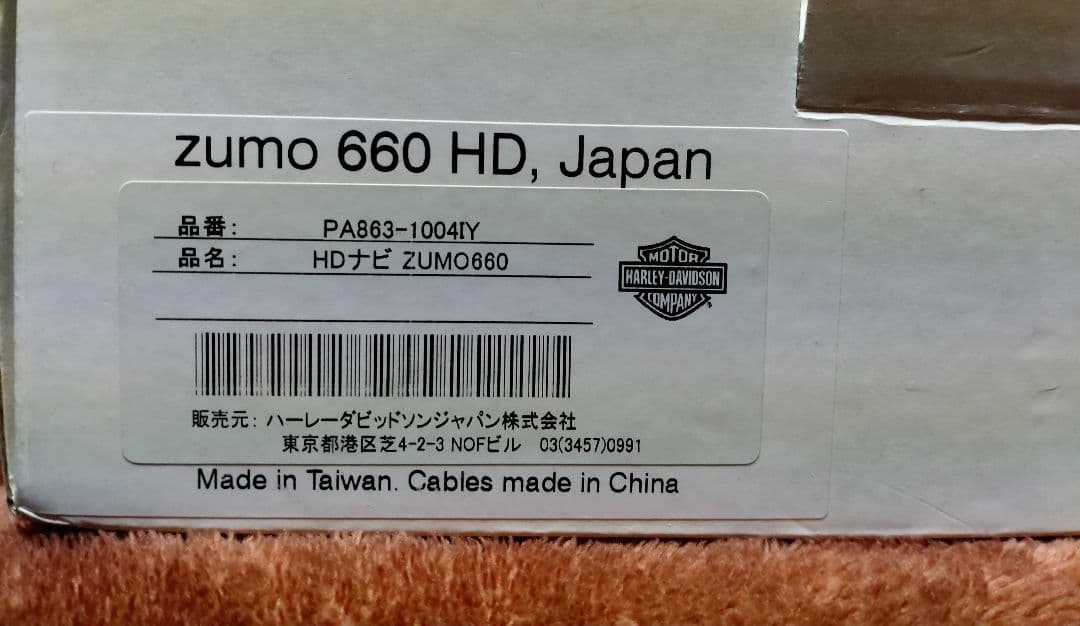 zumo 660 HD, Japan
品番: PA863-1004IY
品名: HDナビ ZUMO660
MOTOR
HARLEY-DAVIDSON
COMPANY
販売元: ハーレーダビッドソンジャパン株式会社
東京都港区芝4-2-3 NOFビル 03(3457)0991
Made in Taiwan. Cables made in China